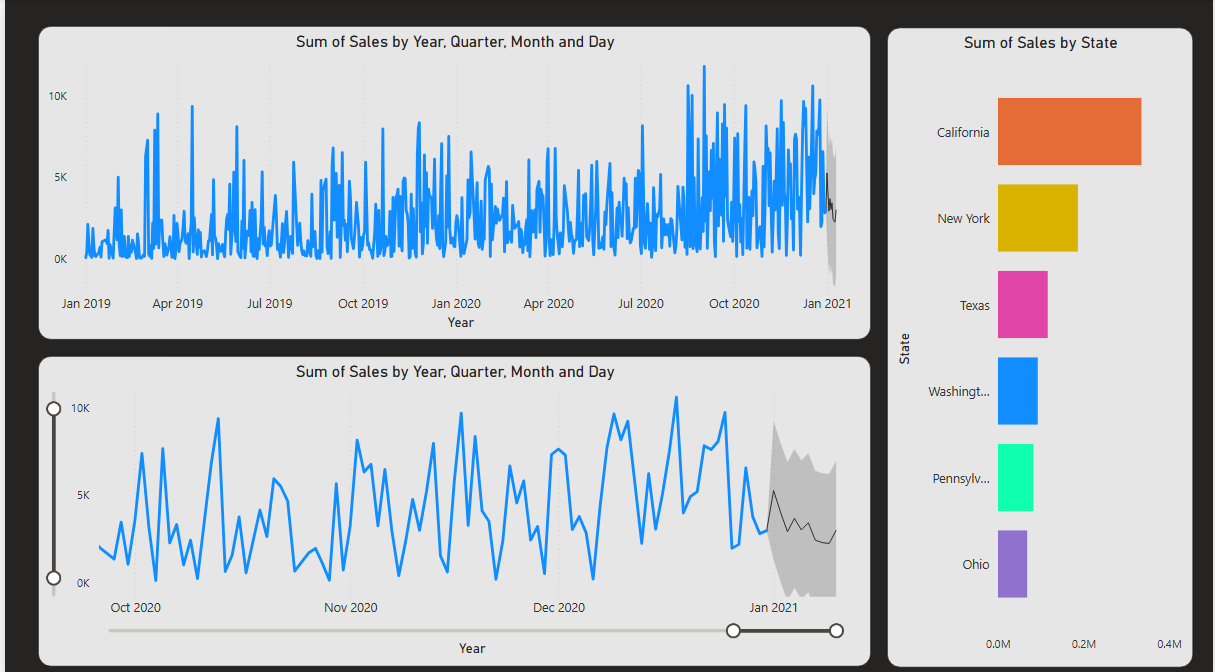 Sum of Sales by Year, Quarter, Month and Day
10K
5K
0K
Jan 2019 Apr 2019 Jul 2019 Oct 2019 Jan 2020 Apr 2020 Jul 2020 Oct 2020 Jan 2021
Year
Sum of Sales by Year, Quarter, Month and Day
10K
5K
0K
Oct 2020 Nov 2020 Dec 2020 Jan 2021
Year
Sum of Sales by State
State
California
New York
Texas
Washingt...
Pennsylv...
Ohio
0.0M 0.2M 0.4M